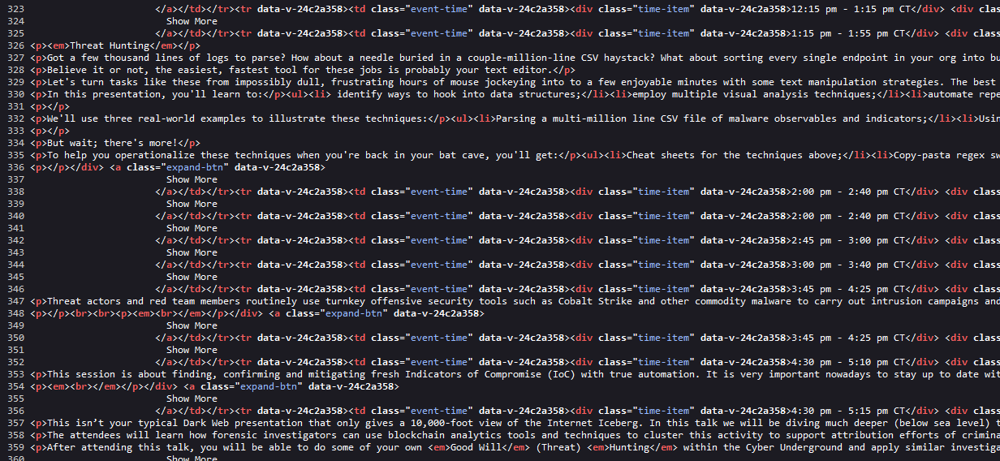 323 </a></td></tr><tr data-v-24c2a358><td class="event-time" data-v-24c2a358><div class="time-item" data-v-24c2a358>12:15 pm - 1:15 pm CT</div> <div clas
324 Show More
325 </a></td></tr><tr data-v-24c2a358><td class="event-time" data-v-24c2a358><div class="time-item" data-v-24c2a358>1:15 pm - 1:55 pm CT</div> <div class
326 <p><em>Threat Hunting</em></p>
327 <p>Got a few thousand lines of logs to parse? How about a needle buried in a couple-million-line CSV haystack? What about sorting every single endpoint in your org into bu
328 <p>Believe it or not, the easiest, fastest tool for these jobs is probably your text editor.</p>
329 <p>Let's turn tasks like these from impossibly dull, frustrating hours of mouse jockeying into to a few enjoyable minutes with some text manipulation strategies. The best
330 <p>In this presentation, you'll learn to:</p><ul><li> identify ways to hook into data structures;</li><li>employ multiple visual analysis techniques;</li><li>automate repe
331 <p></p>
332 <p>We'll use three real-world examples to illustrate these techniques:</p><ul><li>Parsing a multi-million line CSV file of malware observables and indicators;</li><li>Usin
333 <p></p>
334 <p>But wait; there's more!</p>
335 <p>To help you operationalize these techniques when you're back in your bat cave, you'll get:</p><ul><li>Cheat sheets for the techniques above;</li><li>Copy-pasta regex sw
336 <p></p></div> <a class="expand-btn" data-v-24c2a358>
337 Show More
338 </a></td></tr><tr data-v-24c2a358><td class="event-time" data-v-24c2a358><div class="time-item" data-v-24c2a358>2:00 pm - 2:40 pm CT</div> <div class
339 Show More
340 </a></td></tr><tr data-v-24c2a358><td class="event-time" data-v-24c2a358><div class="time-item" data-v-24c2a358>2:00 pm - 2:40 pm CT</div> <div class
341 Show More
342 </a></td></tr><tr data-v-24c2a358><td class="event-time" data-v-24c2a358><div class="time-item" data-v-24c2a358>2:45 pm - 3:00 pm CT</div> <div class
343 Show More
344 </a></td></tr><tr data-v-24c2a358><td class="event-time" data-v-24c2a358><div class="time-item" data-v-24c2a358>3:00 pm - 3:40 pm CT</div> <div class
345 Show More
346 </a></td></tr><tr data-v-24c2a358><td class="event-time" data-v-24c2a358><div class="time-item" data-v-24c2a358>3:45 pm - 4:25 pm CT</div> <div class
347 <p>Threat actors and red team members routinely use turnkey offensive security tools such as Cobalt Strike and other commodity malware to carry out intrusion campaigns and
348 <p></p><br><br><p><em><br></em></p></div> <a class="expand-btn" data-v-24c2a358>
349 Show More
350 </a></td></tr><tr data-v-24c2a358><td class="event-time" data-v-24c2a358><div class="time-item" data-v-24c2a358>3:45 pm - 4:25 pm CT</div> <div class
351 Show More
352 </a></td></tr><tr data-v-24c2a358><td class="event-time" data-v-24c2a358><div class="time-item" data-v-24c2a358>4:30 pm - 5:10 pm CT</div> <div class
353 <p>This session is about finding, confirming and mitigating fresh Indicators of Compromise (IoC) with true automation. It is very important nowadays to stay up to date wit
354 <p><em><br></em></p></div> <a class="expand-btn" data-v-24c2a358>
355 Show More
356 </a></td></tr><tr data-v-24c2a358><td class="event-time" data-v-24c2a358><div class="time-item" data-v-24c2a358>4:30 pm - 5:15 pm CT</div> <div class
357 <p>This isn’t your typical Dark Web presentation that only gives a 10,000-foot view of the Internet Iceberg. In this talk we will be diving much deeper (below sea level) t
358 <p>The attendees will learn how forensic investigators can use blockchain analytics tools and techniques to cluster this activity to support attribution efforts of crimina
359 <p>After attending this talk, you will be able to do some of your own <em>Good Will</em> (Threat) <em>Hunting</em> within the Cyber Underground and apply similar investiga
360 Show More